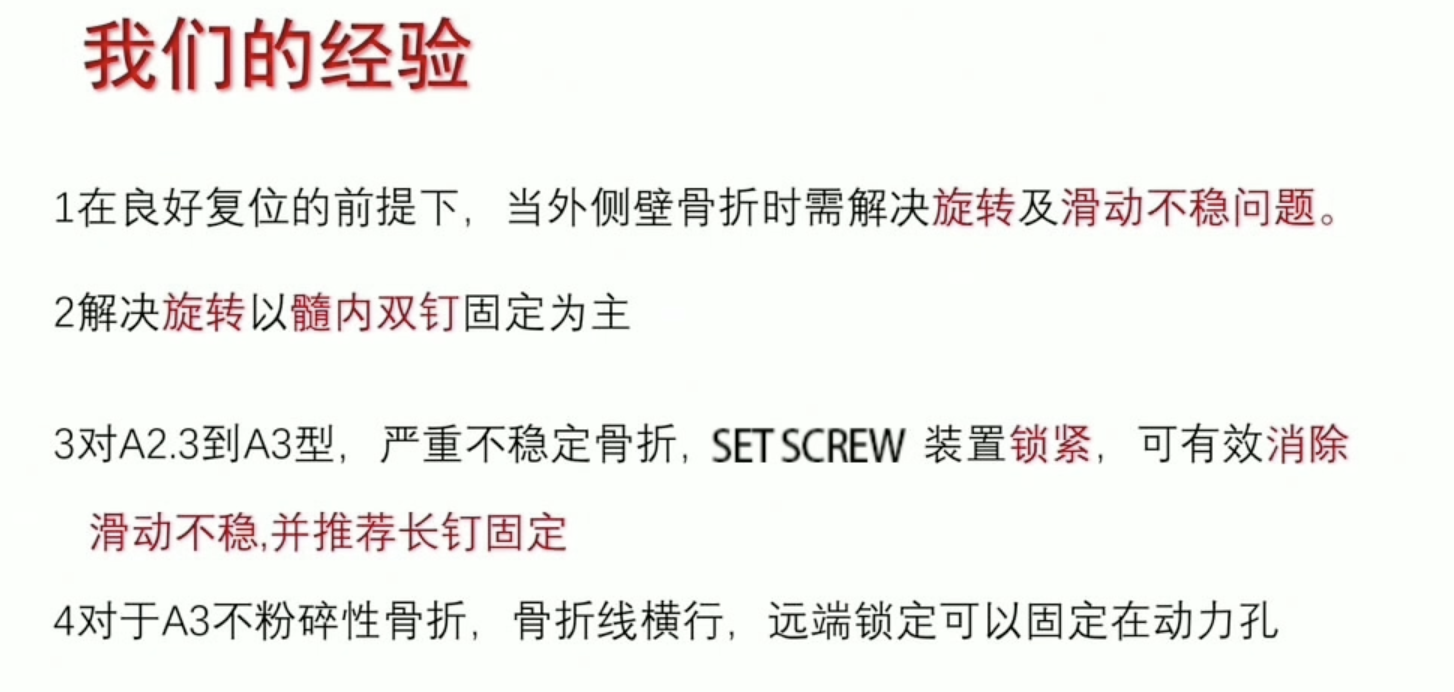 我们的经验
1在良好复位的前提下，当外侧壁骨折时需解决旋转及滑动不稳问题。
2解决旋转以髓内双钉固定为主
3对A2.3到A3型，严重不稳定骨折，SET SCREW 装置锁紧，可有效消除
滑动不稳,并推荐长钉固定
4对于A3不粉碎性骨折，骨折线横行，远端锁定可以固定在动力孔